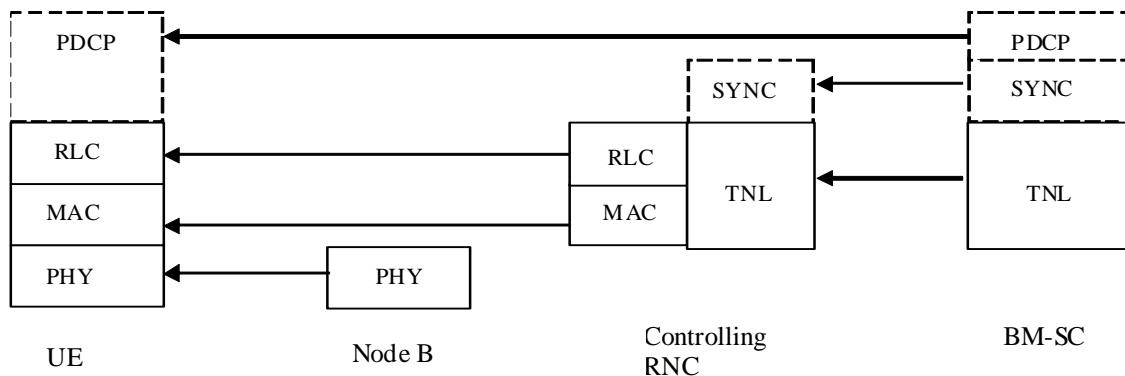 PDCP
PDCP
SYNC
SYNC
RLC
RLC
TNL
TNL
MAC
MAC
PHY
PHY
UE
Node B
Controlling
RNC
BM-SC